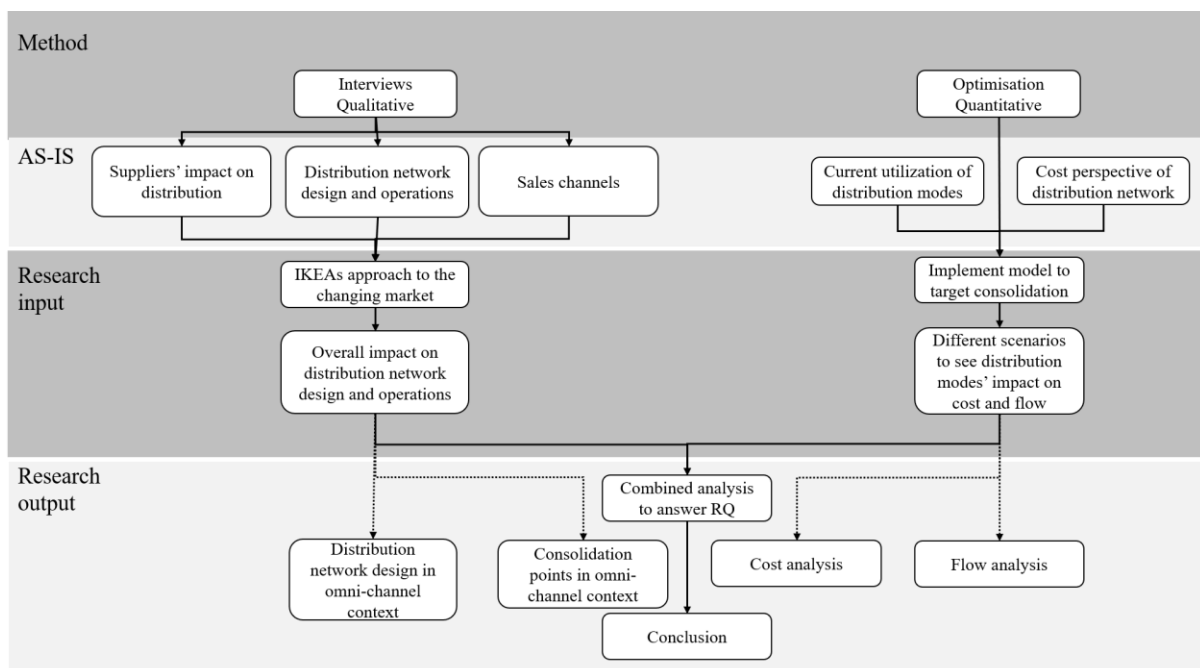 Method
Interviews
Qualitative
Optimisation
Quantitative
AS-IS
Suppliers' impact on
distribution
Distribution network
design and operations
Sales channels
Current utilization of
distribution modes
Cost perspective of
distribution network
Research
input
IKEAs approach to the
changing market
Implement model to
target consolidation
Overall impact on
distribution network
design and operations
Different scenarios
to see distribution
modes' impact on
cost and flow
Research
output
Combined analysis
to answer RQ
Distribution
network design in
omni-channel
context
Consolidation
points in omni-
channel context
Cost analysis
Flow analysis
Conclusion